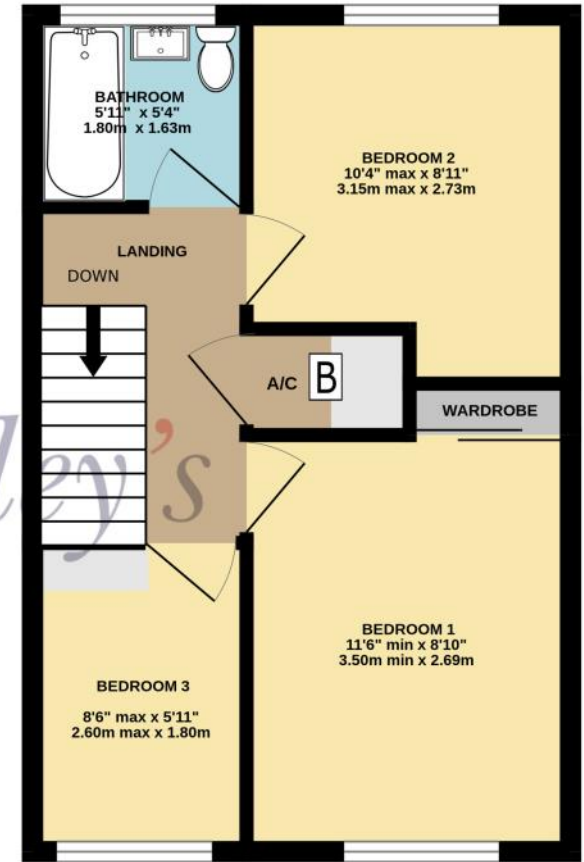 BATHROOM
5'11" x 5'4"
1.80m x 1.63m
BEDROOM 2
10'4" max x 8'11"
3.15m max x 2.73m
LANDING
DOWN
A/C
B
WARDROBE
ley's
BEDROOM 1
11'6" min x 8'10"
3.50m min x 2.69m
BEDROOM 3
8'6" max x 5'11"
2.60m max x 1.80m